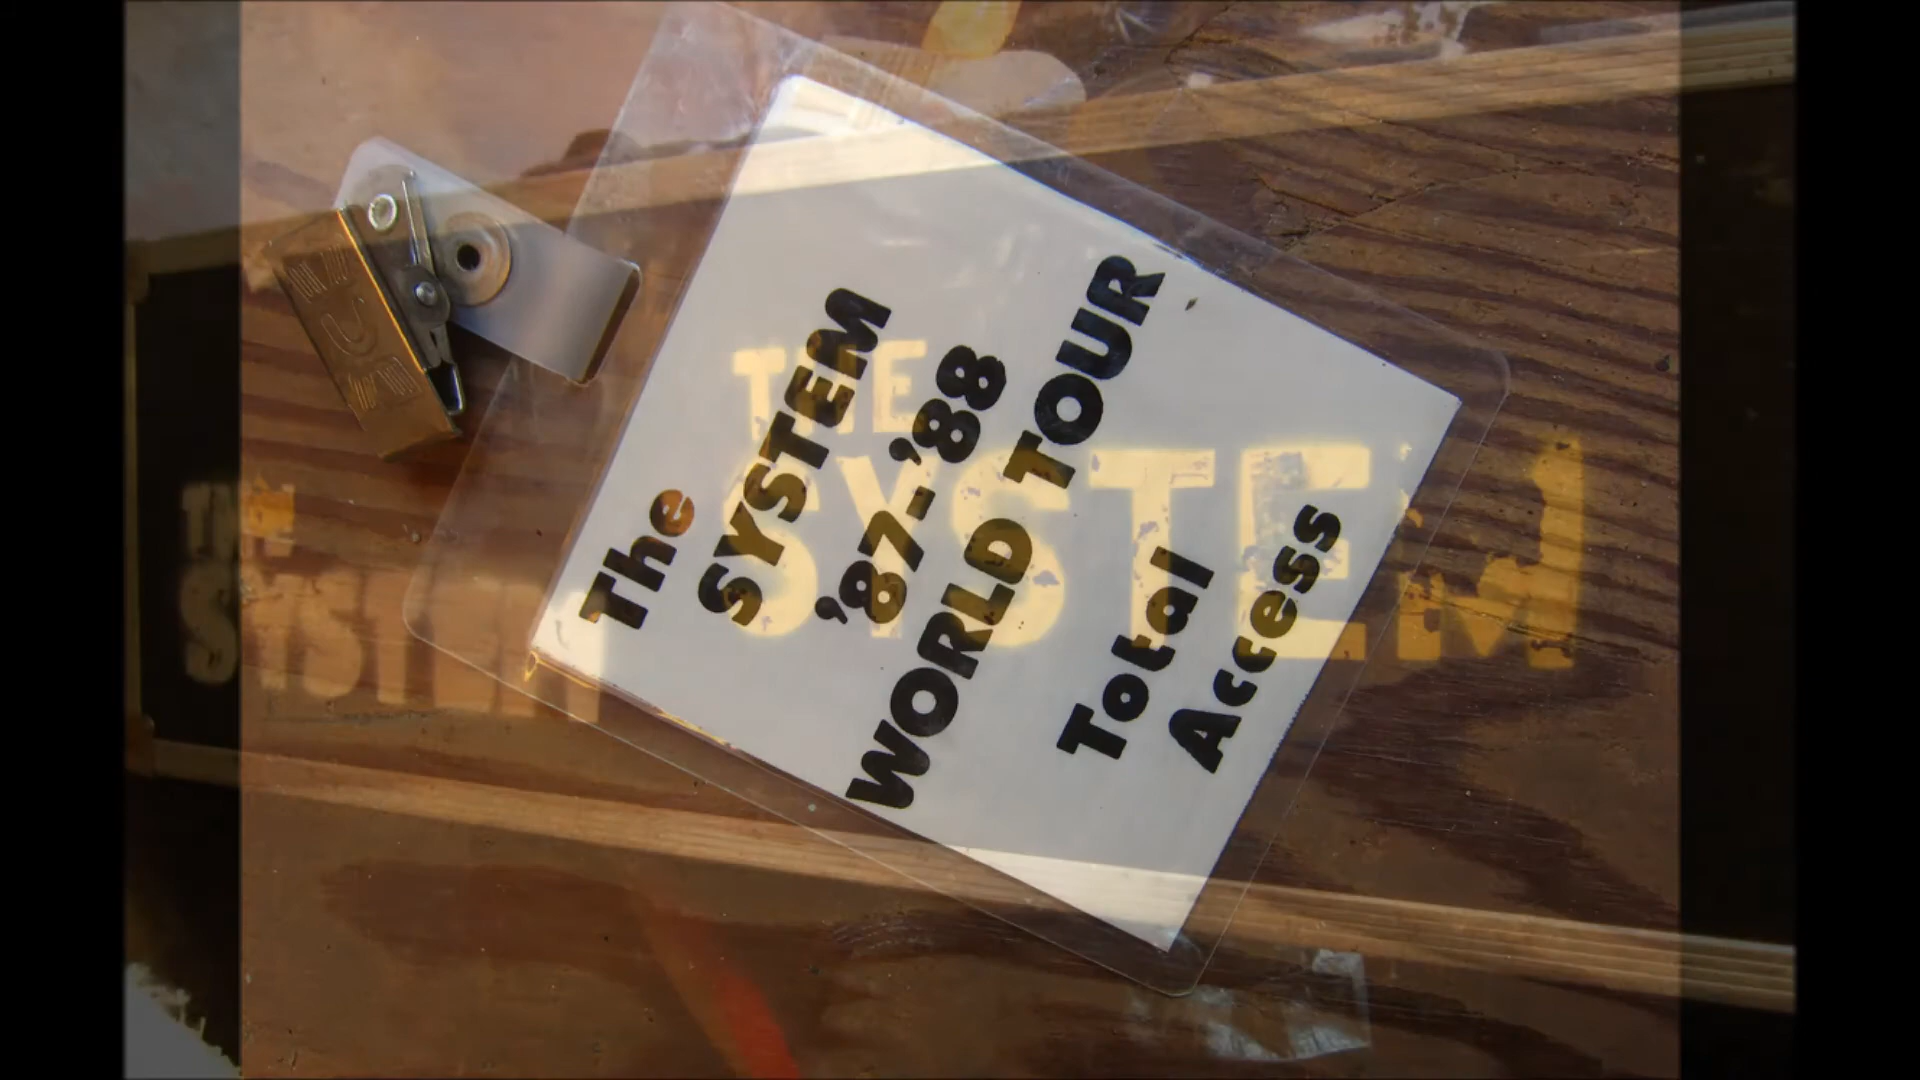 The
SYSTEM
'87-'88
WORLD TOUR
Total
Access
THE
SYSTEM
THE
SYSTEM